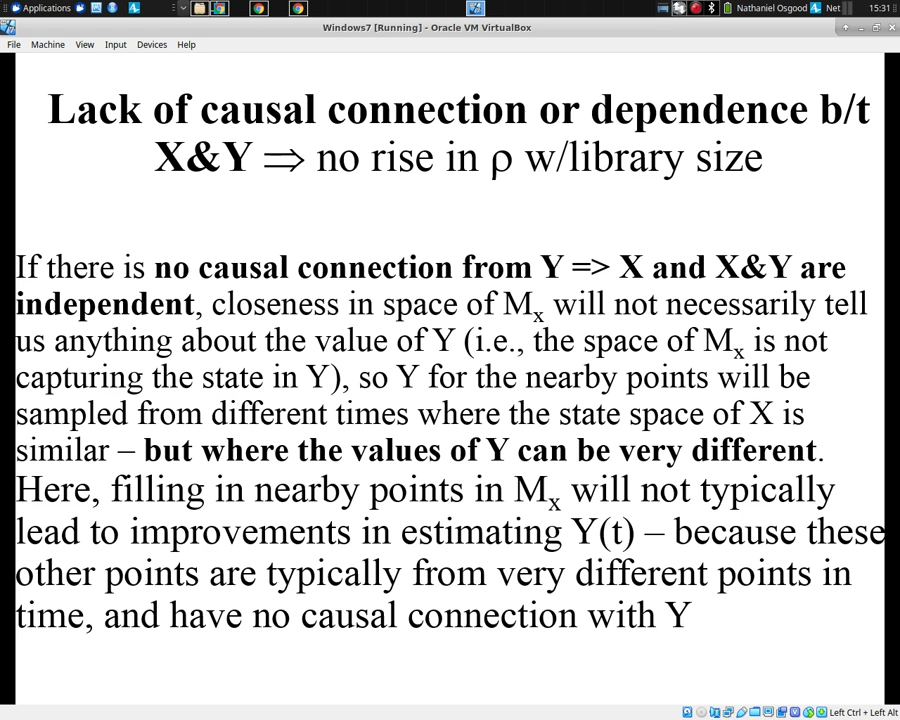 Applications
Nathaniel Osgood
Net
15:31
Windows7 [Running] - Oracle VM VirtualBox
File Machine View Input Devices Help
Lack of causal connection or dependence b/t
X&Y ⇒ no rise in ρ w/library size
If there is no causal connection from Y => X and X&Y are
independent, closeness in space of Mx will not necessarily tell
us anything about the value of Y (i.e., the space of Mx is not
capturing the state in Y), so Y for the nearby points will be
sampled from different times where the state space of X is
similar – but where the values of Y can be very different.
Here, filling in nearby points in Mx will not typically
lead to improvements in estimating Y(t) – because these
other points are typically from very different points in
time, and have no causal connection with Y
Left Ctrl + Left Alt